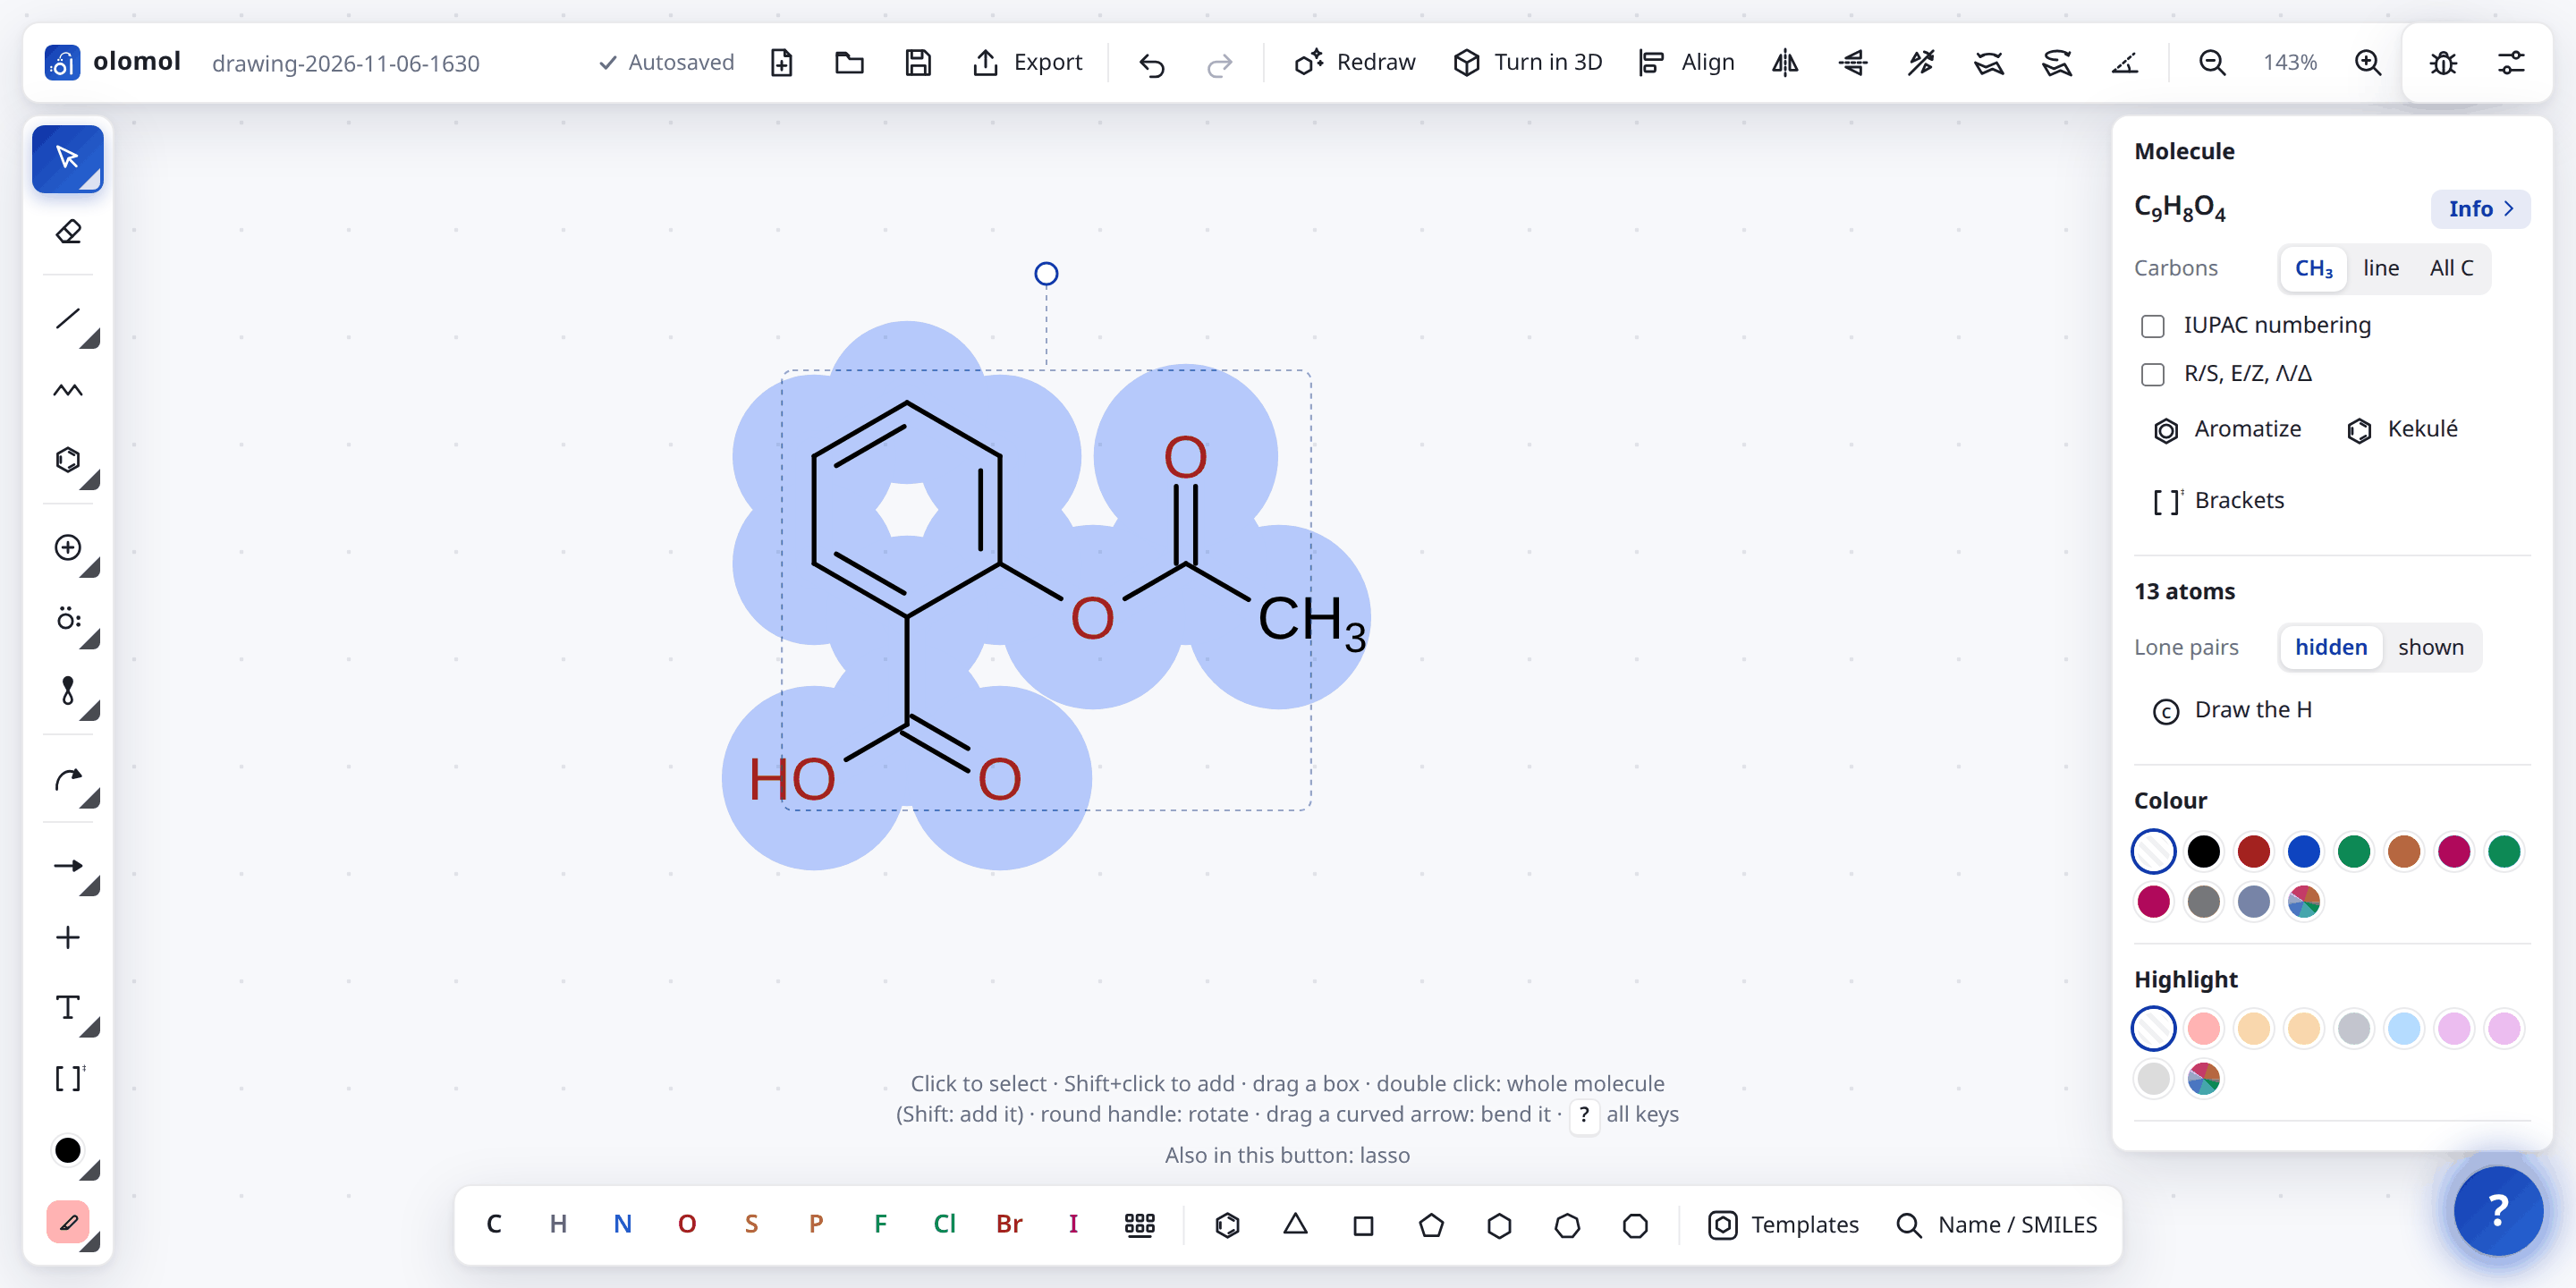 olomol drawing-2026-11-06-1630 Autosaved Export Redraw Turn in 3D Align 143%
Molecule
C₉H₈O₄ Info
Carbons CH₃ line All C
IUPAC numbering
R/S, E/Z, Λ/Δ
Aromatize Kekulé
[ ]‡ Brackets
13 atoms
Lone pairs hidden shown
C Draw the H
Colour
Highlight
O
O
CH₃
HO O
Ö:
T
[ ]‡
Click to select · Shift+click to add · drag a box · double click: whole molecule
(Shift: add it) · round handle: rotate · drag a curved arrow: bend it · ? all keys
Also in this button: lasso
C H N O S P F Cl Br I Templates Name / SMILES
?